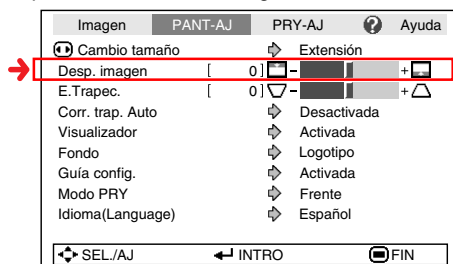 Imagen PANT-AJ PRY-AJ ? Ayuda
Cambio tamaño Extensión
Desp. imagen [ 0] - +
E.Trapec. [ 0] - +
Corr. trap. Auto Desactivada
Visualizador Activada
Fondo Logotipo
Guía config. Activada
Modo PRY Frente
Idioma(Language) Español
SEL./AJ INTRO FIN